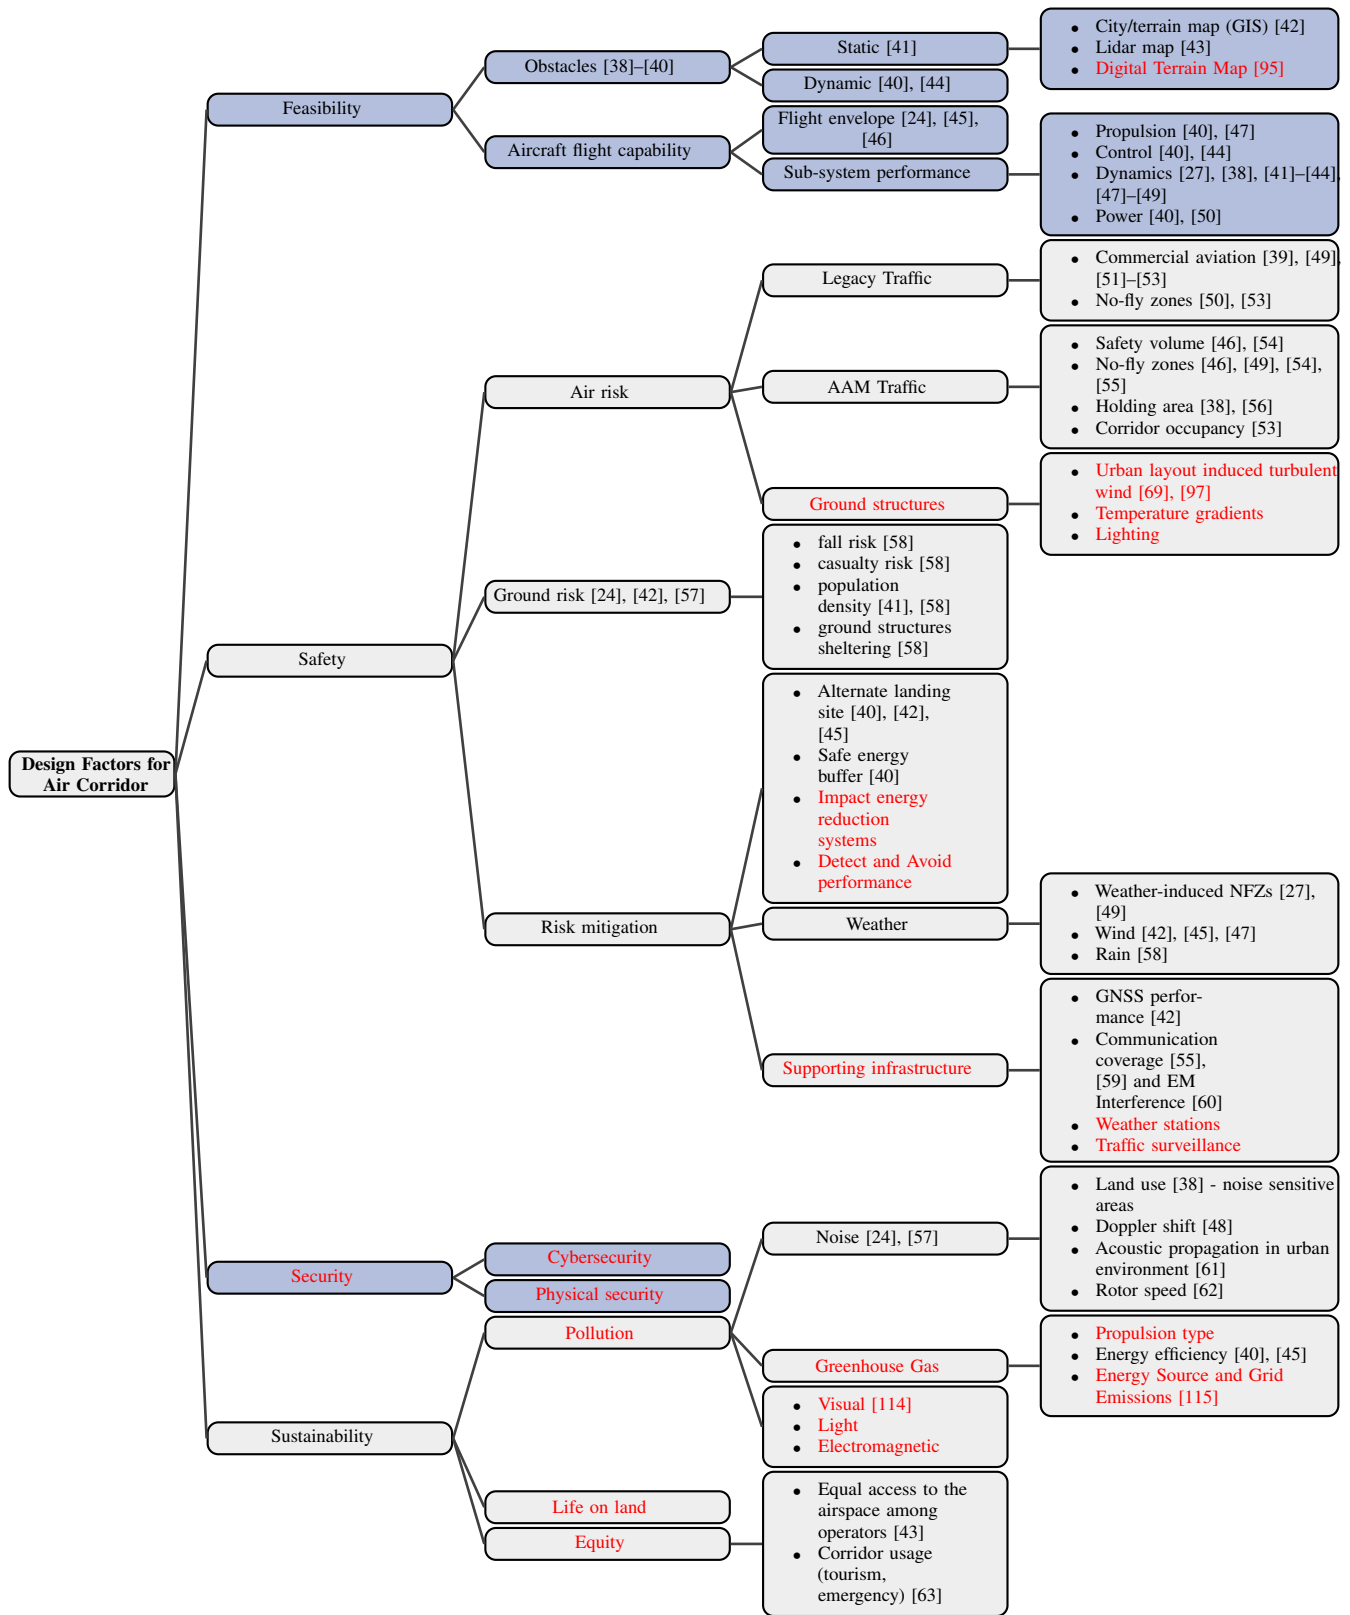 Design Factors for
Air Corridor
Feasibility
Obstacles [38]–[40]
Static [41]
• City/terrain map (GIS) [42]
• Lidar map [43]
• Digital Terrain Map [95]
Dynamic [40], [44]
Aircraft flight capability
Flight envelope [24], [45],
[46]
Sub-system performance
• Propulsion [40], [47]
• Control [40], [44]
• Dynamics [27], [38], [41]–[44],
[47]–[49]
• Power [40], [50]
Safety
Air risk
Legacy Traffic
• Commercial aviation [39], [49],
[51]–[53]
• No-fly zones [50], [53]
AAM Traffic
• Safety volume [46], [54]
• No-fly zones [46], [49], [54],
[55]
• Holding area [38], [56]
• Corridor occupancy [53]
Ground structures
• Urban layout induced turbulent
wind [69], [97]
• Temperature gradients
• Lighting
Ground risk [24], [42], [57]
• fall risk [58]
• casualty risk [58]
• population
density [41], [58]
• ground structures
sheltering [58]
Risk mitigation
• Alternate landing
site [40], [42],
[45]
• Safe energy
buffer [40]
• Impact energy
reduction
systems
• Detect and Avoid
performance
Weather
• Weather-induced NFZs [27],
[49]
• Wind [42], [45], [47]
• Rain [58]
Supporting infrastructure
• GNSS perfor-
mance [42]
• Communication
coverage [55],
[59] and EM
Interference [60]
• Weather stations
• Traffic surveillance
Security
Cybersecurity
Physical security
Sustainability
Pollution
Noise [24], [57]
• Land use [38] - noise sensitive
areas
• Doppler shift [48]
• Acoustic propagation in urban
environment [61]
• Rotor speed [62]
Greenhouse Gas
• Propulsion type
• Energy efficiency [40], [45]
• Energy Source and Grid
Emissions [115]
• Visual [114]
• Light
• Electromagnetic
Life on land
Equity
• Equal access to the
airspace among
operators [43]
• Corridor usage
(tourism,
emergency) [63]